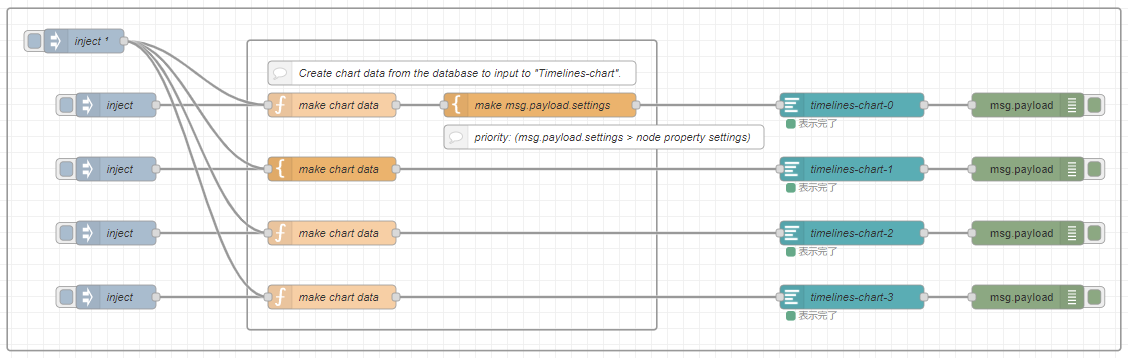 inject *
Create chart data from the database to input to "Timelines-chart".
inject
make chart data
make msg.payload.settings
timelines-chart-0
msg.payload
表示完了
priority: (msg.payload.settings > node property settings)
inject
make chart data
timelines-chart-1
msg.payload
表示完了
inject
make chart data
timelines-chart-2
msg.payload
表示完了
inject
make chart data
timelines-chart-3
msg.payload
表示完了